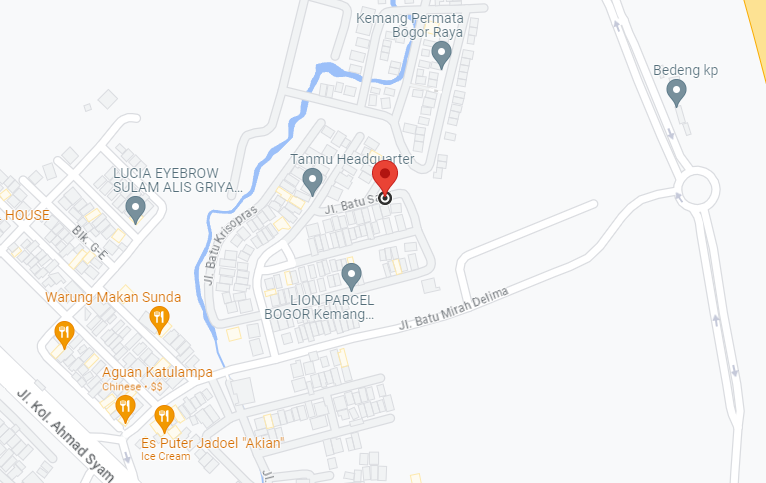 Kemang Permata
Bogor Raya
Bedeng kp
Tanmu Headquarter
LUCIA EYEBROW
SULAM ALIS GRIYA...
HOUSE
Jl. Batu Sa
Jl. Batu Krisopras
Blk. G-E
LION PARCEL
BOGOR Kemang...
Warung Makan Sunda
Jl. Batu Mirah Delima
Aguan Katulampa
Chinese • $$
Jl. Kol. Ahmad Syam
Es Puter Jadoel "Akian"
Ice Cream
Jl.